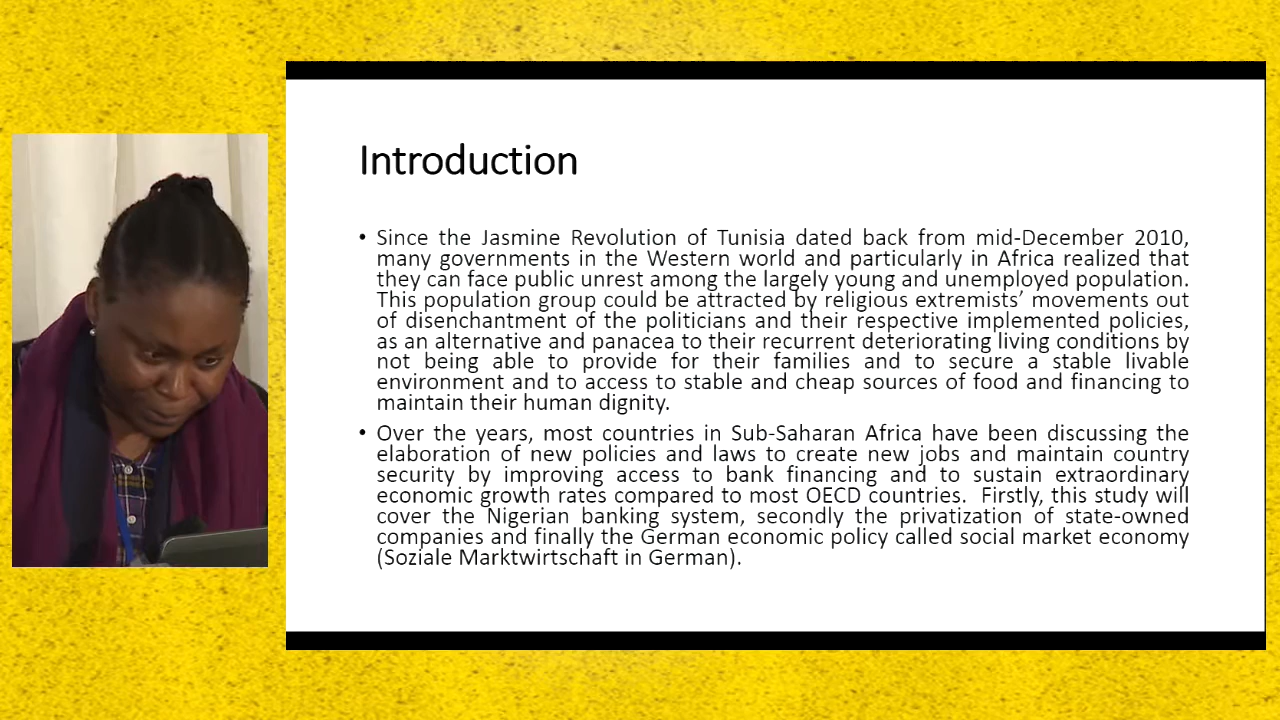 Introduction
• Since the Jasmine Revolution of Tunisia dated back from mid-December 2010,
many governments in the Western world and particularly in Africa realized that
they can face public unrest among the largely young and unemployed population.
This population group could be attracted by religious extremists’ movements out
of disenchantment of the politicians and their respective implemented policies,
as an alternative and panacea to their recurrent deteriorating living conditions by
not being able to provide for their families and to secure a stable livable
environment and to access to stable and cheap sources of food and financing to
maintain their human dignity.
• Over the years, most countries in Sub-Saharan Africa have been discussing the
elaboration of new policies and laws to create new jobs and maintain country
security by improving access to bank financing and to sustain extraordinary
economic growth rates compared to most OECD countries. Firstly, this study will
cover the Nigerian banking system, secondly the privatization of state-owned
companies and finally the German economic policy called social market economy
(Soziale Marktwirtschaft in German).